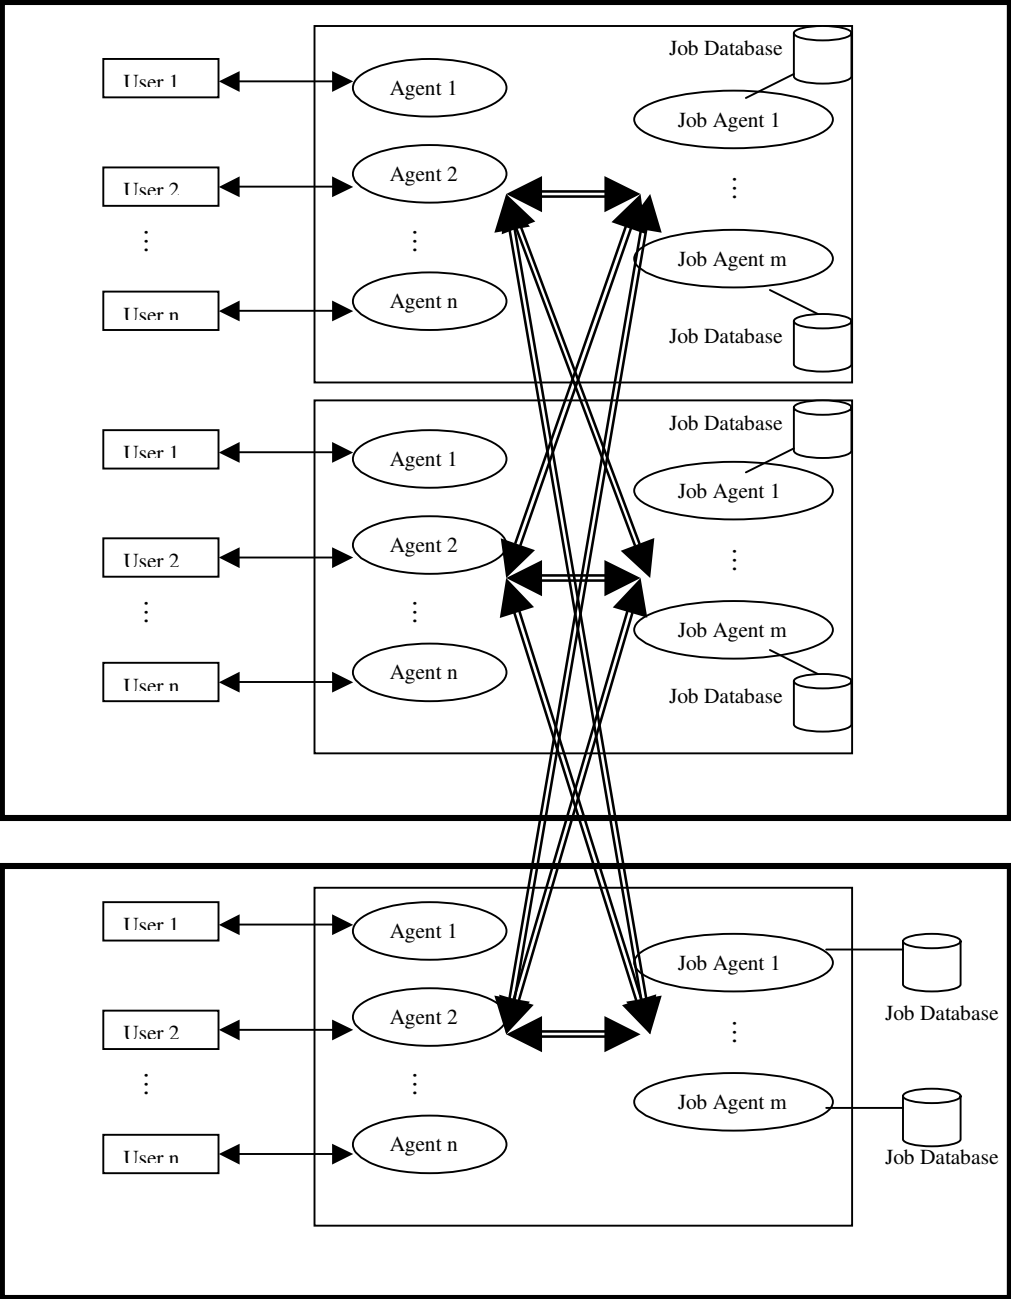 Job Database
User 1
Agent 1
Job Agent 1
User 2
Agent 2
⋮
⋮
⋮
Job Agent m
User n
Agent n
Job Database
Job Database
User 1
Agent 1
Job Agent 1
User 2
Agent 2
⋮
⋮
⋮
Job Agent m
User n
Agent n
Job Database
User 1
Agent 1
Job Agent 1
User 2
Agent 2
Job Database
⋮
⋮
⋮
Job Agent m
User n
Agent n
Job Database